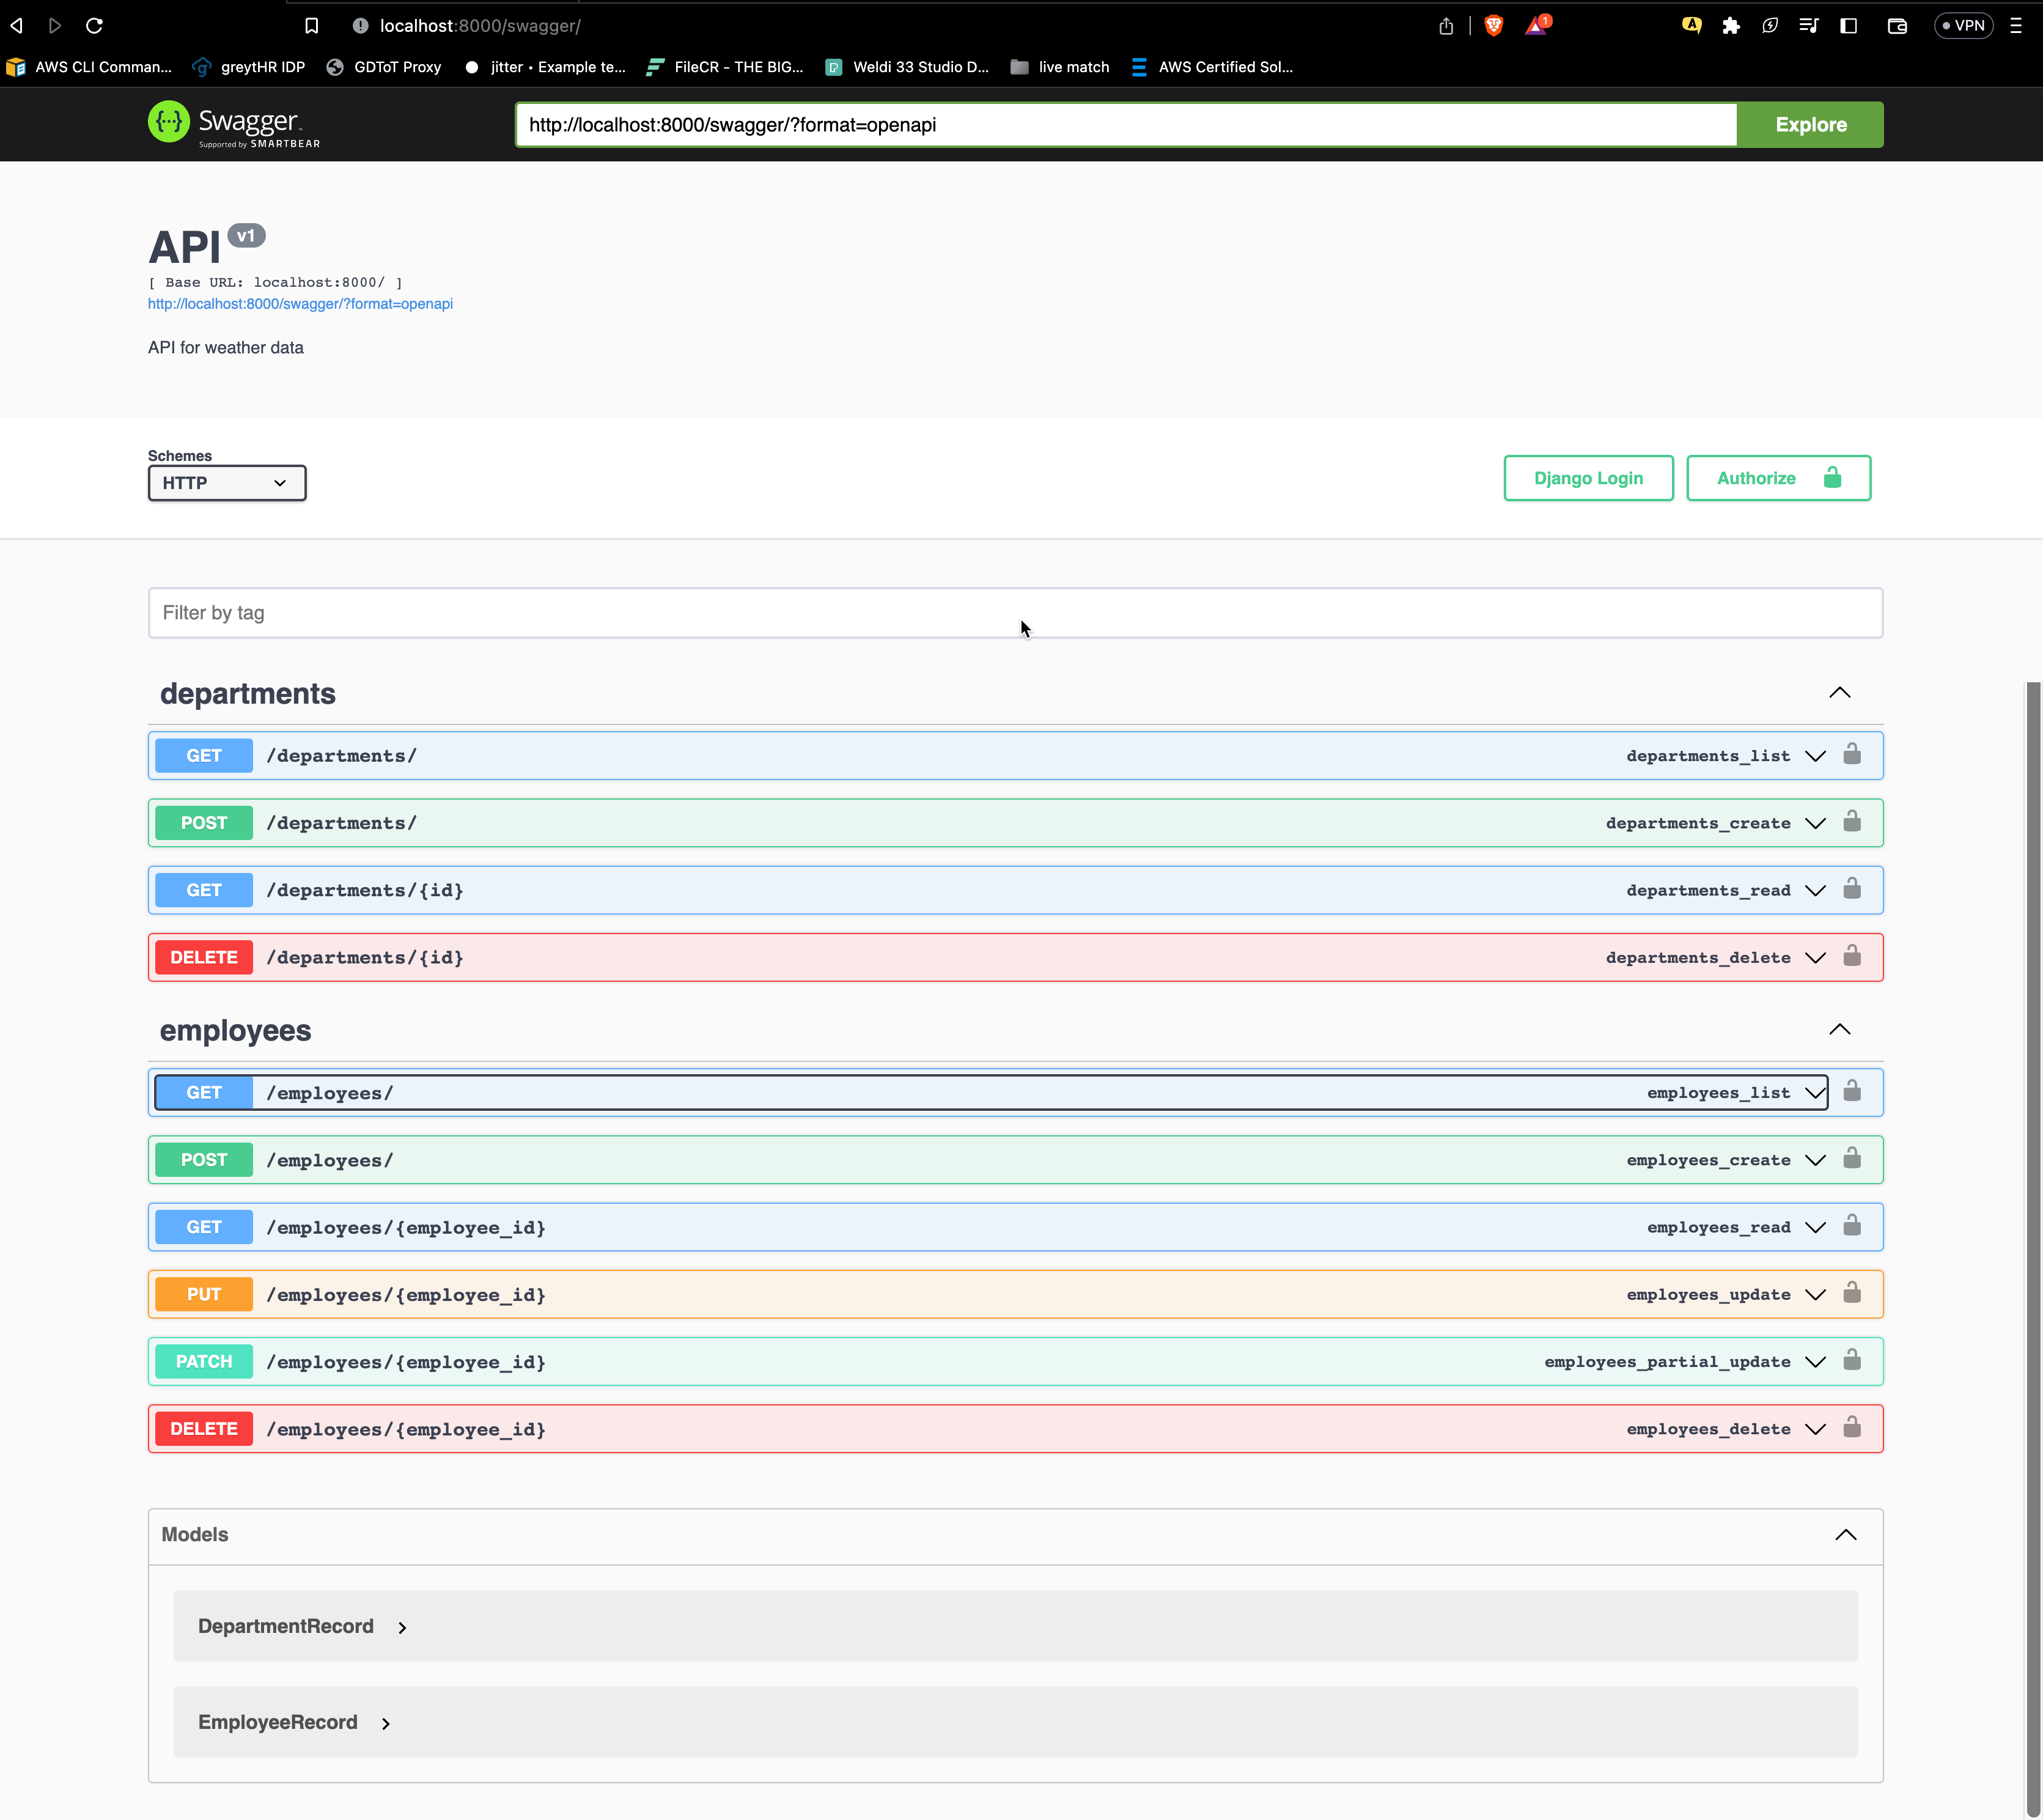 localhost:8000/swagger/
1
VPN
AWS CLI Comman...
greytHR IDP
GDToT Proxy
jitter • Example te...
FileCR - THE BIG...
Weldi 33 Studio D...
live match
AWS Certified Sol...
Swagger
Supported by SMARTBEAR
http://localhost:8000/swagger/?format=openapi
Explore
API v1
[ Base URL: localhost:8000/ ]
http://localhost:8000/swagger/?format=openapi
API for weather data
Schemes
HTTP
Django Login
Authorize
Filter by tag
departments
GET /departments/ departments_list
POST /departments/ departments_create
GET /departments/{id} departments_read
DELETE /departments/{id} departments_delete
employees
GET /employees/ employees_list
POST /employees/ employees_create
GET /employees/{employee_id} employees_read
PUT /employees/{employee_id} employees_update
PATCH /employees/{employee_id} employees_partial_update
DELETE /employees/{employee_id} employees_delete
Models
DepartmentRecord
EmployeeRecord